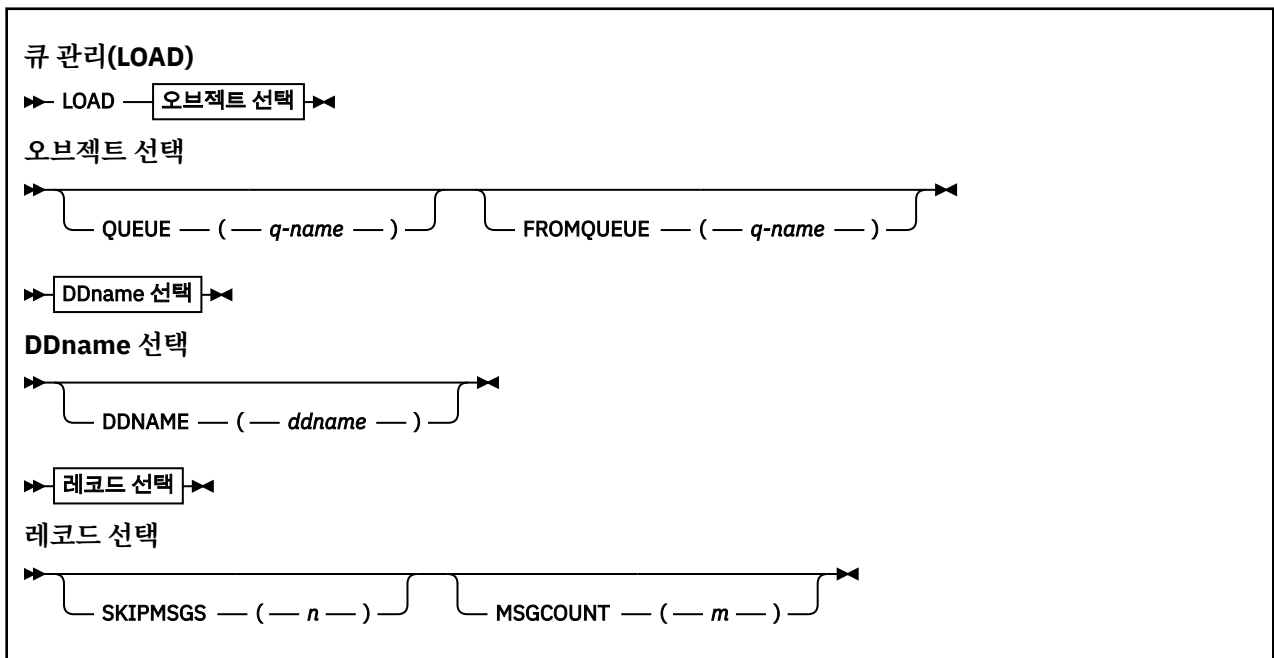 큐 관리(LOAD)
LOAD 오브젝트 선택
오브젝트 선택
QUEUE ( q-name ) FROMQUEUE ( q-name )
DDname 선택
DDname 선택
DDNAME ( ddname )
레코드 선택
레코드 선택
SKIPMSGS ( n ) MSGCOUNT ( m )